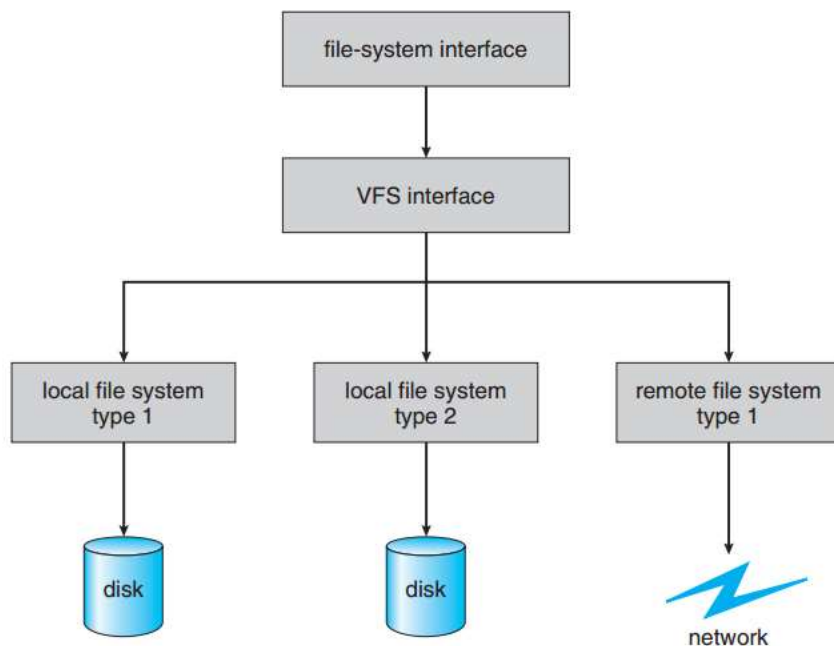 file-system interface
VFS interface
local file system
type 1
local file system
type 2
remote file system
type 1
disk
disk
network